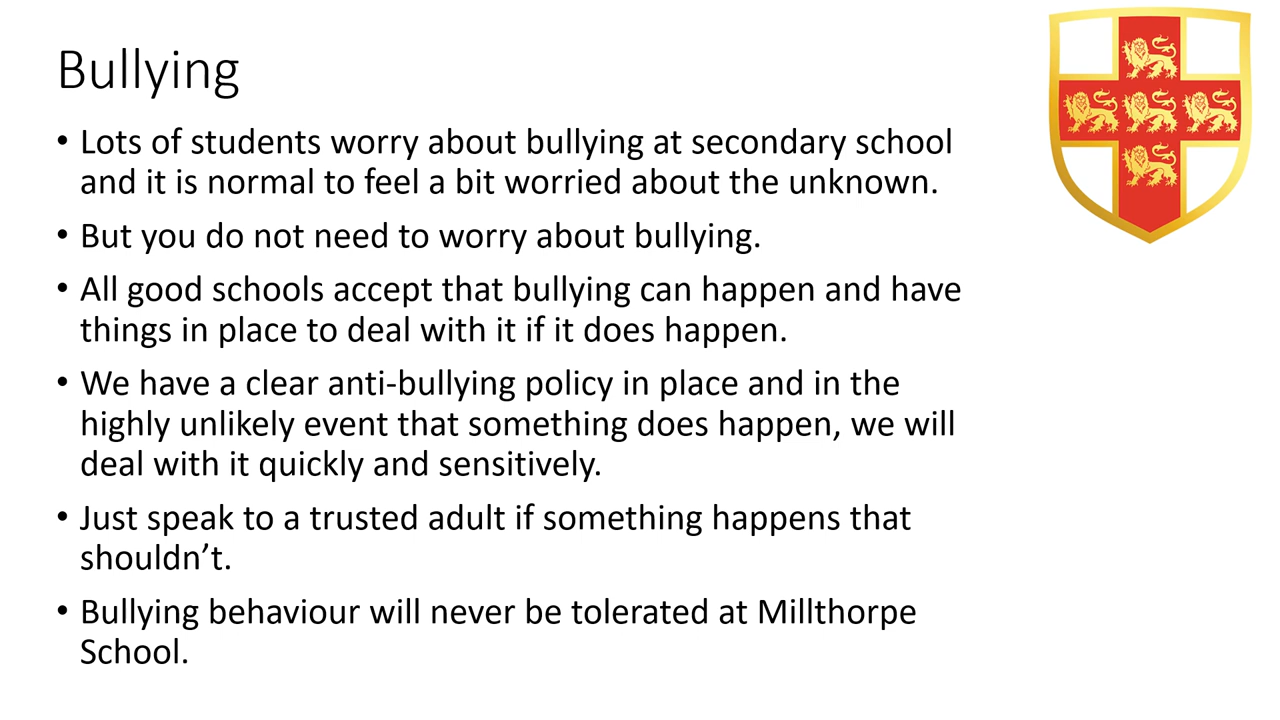 Bullying
• Lots of students worry about bullying at secondary school
and it is normal to feel a bit worried about the unknown.
• But you do not need to worry about bullying.
• All good schools accept that bullying can happen and have
things in place to deal with it if it does happen.
• We have a clear anti-bullying policy in place and in the
highly unlikely event that something does happen, we will
deal with it quickly and sensitively.
• Just speak to a trusted adult if something happens that
shouldn’t.
• Bullying behaviour will never be tolerated at Millthorpe
School.